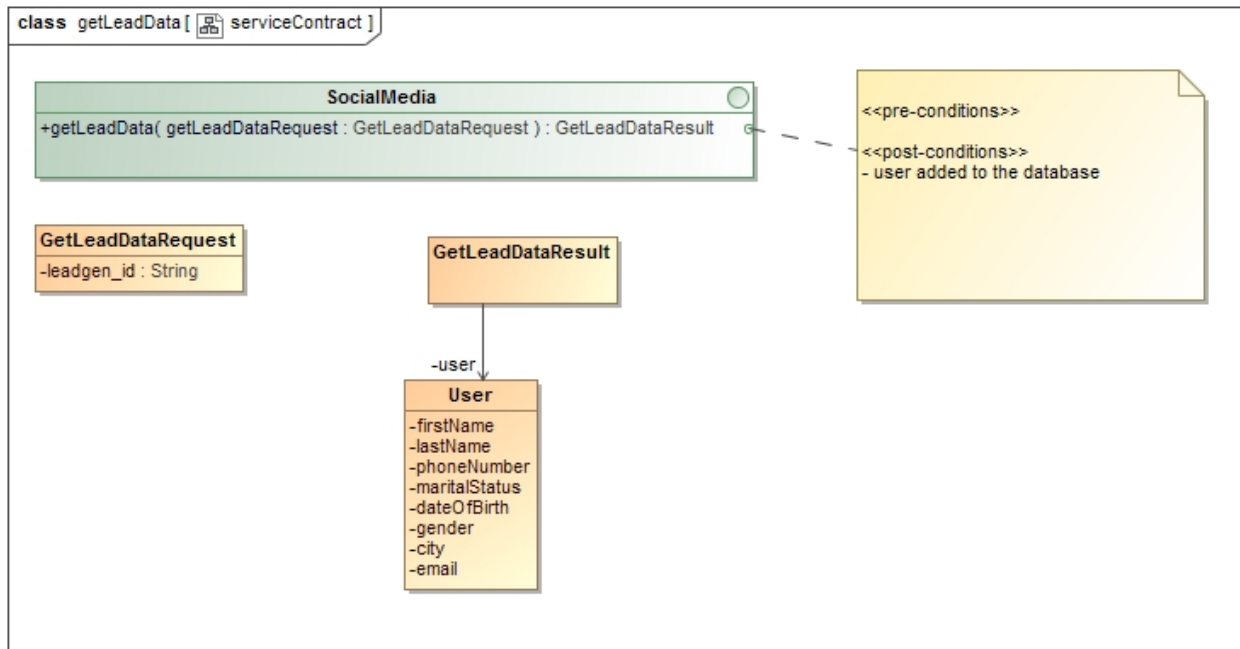 class getLeadData [ serviceContract ]
SocialMedia
+getLeadData( getLeadDataRequest : GetLeadDataRequest ) : GetLeadDataResult
<<pre-conditions>>
<<post-conditions>>
- user added to the database
GetLeadDataRequest
-leadgen_id : String
GetLeadDataResult
-user
User
-firstName
-lastName
-phoneNumber
-maritalStatus
-dateOfBirth
-gender
-city
-email